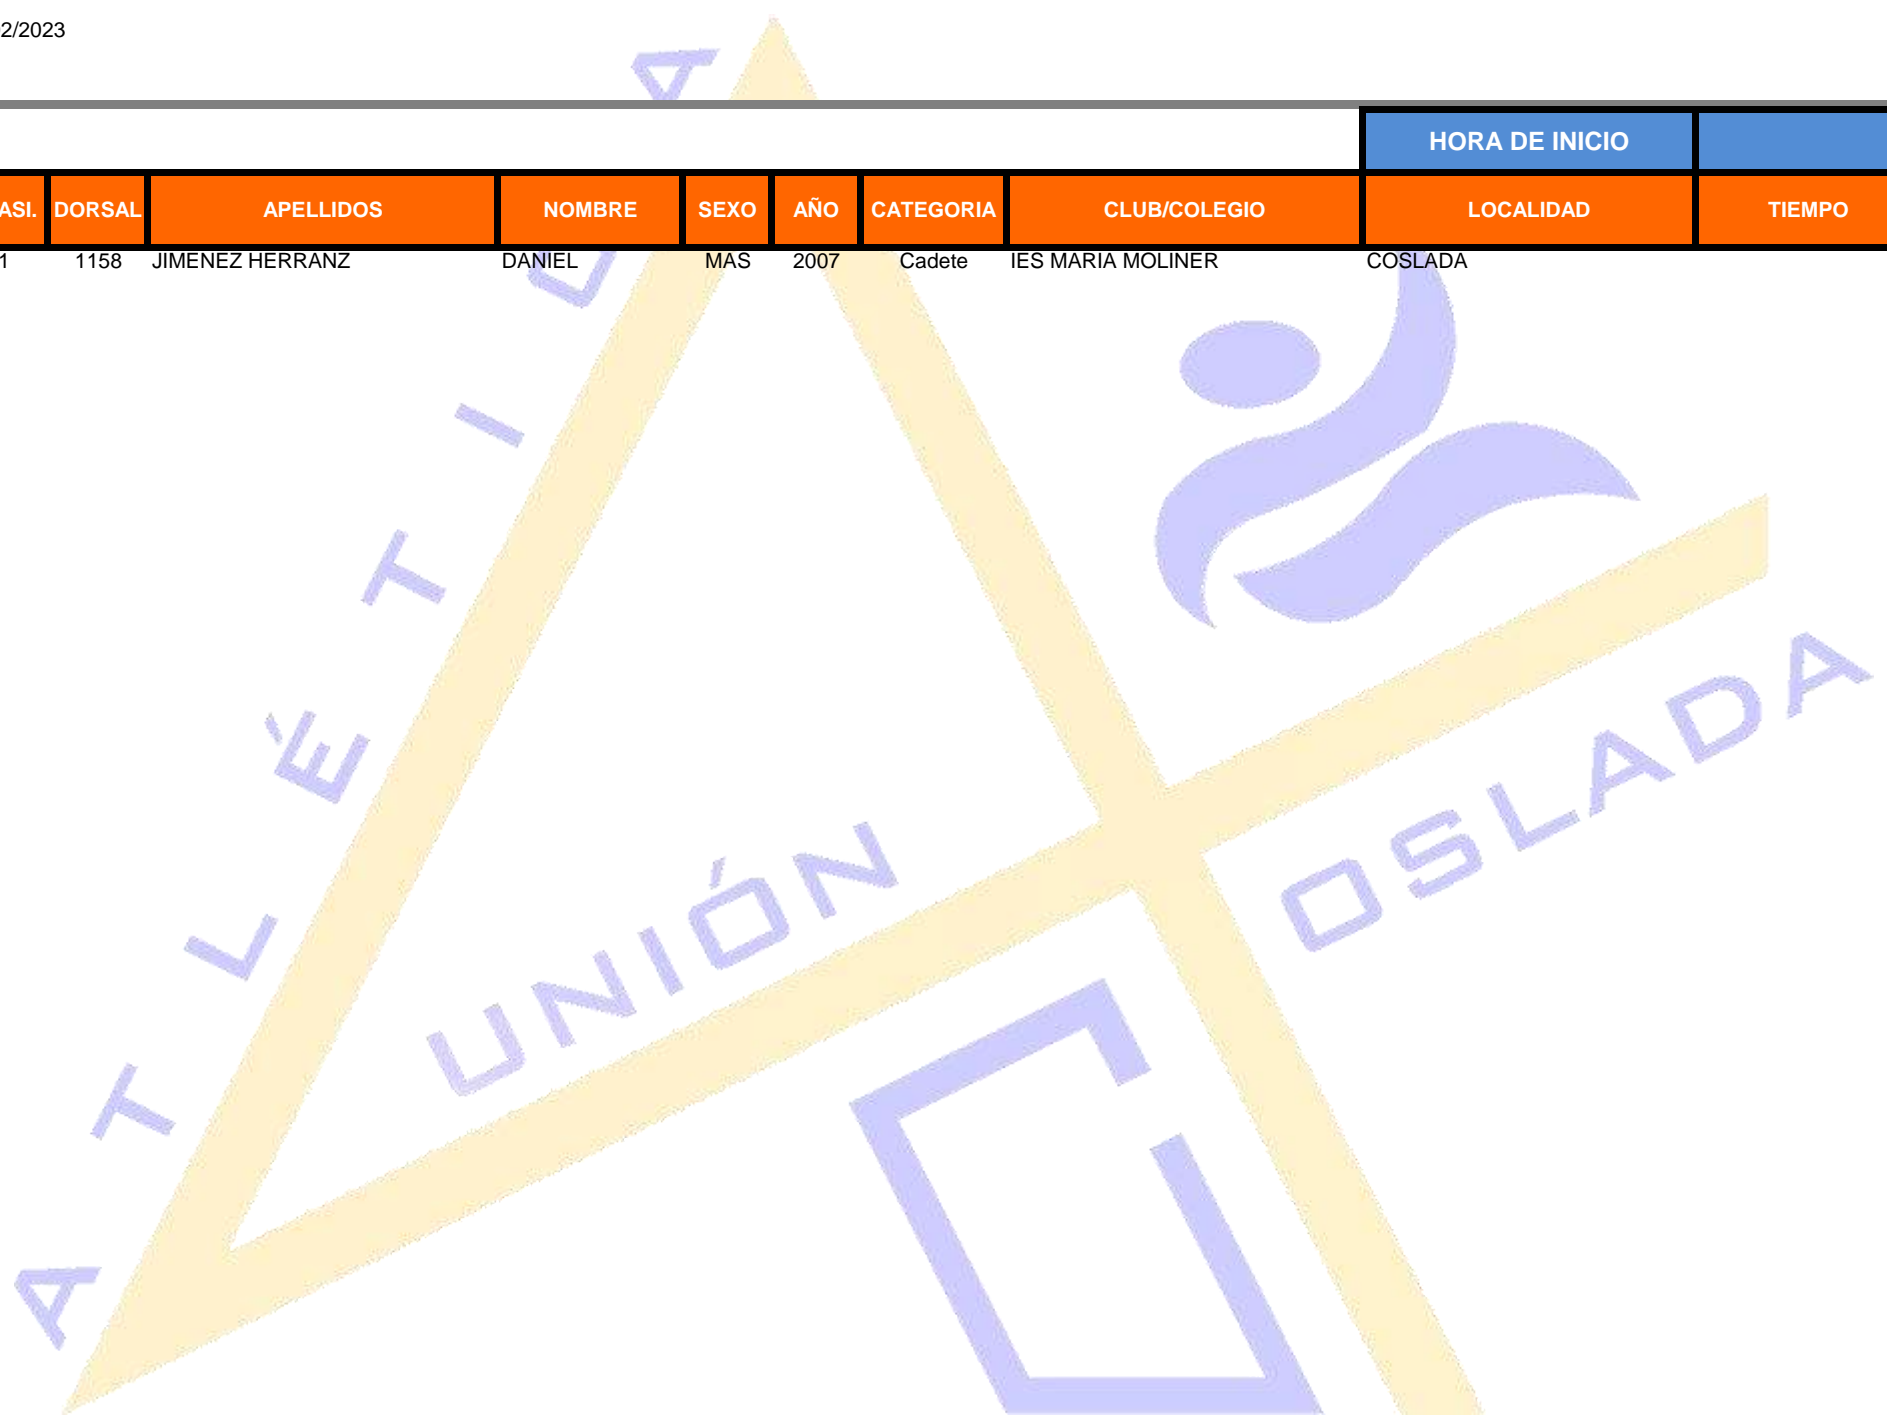 2/2023
HORA DE INICIO
ASI. DORSAL APELLIDOS NOMBRE SEXO AÑO CATEGORIA CLUB/COLEGIO LOCALIDAD TIEMPO
1 1158 JIMENEZ HERRANZ DANIEL MAS 2007 Cadete IES MARIA MOLINER COSLADA
ATLÉTICA
UNIÓN
OSLADA